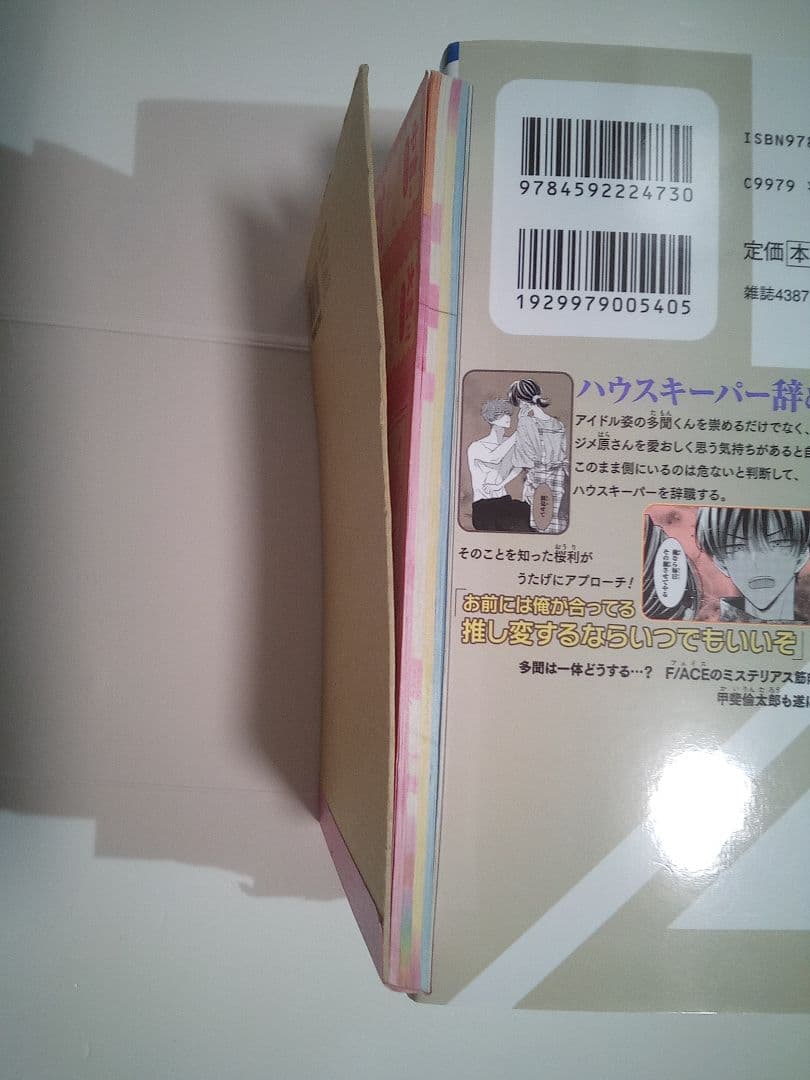 9784592224730
ISBN978
C9979
1929979005405
定価 本
雑誌4387
ハウスキーパー辞
アイドル姿の多聞くんを崇めるだけでなく、
ジメ原さんを愛おしく思う気持ちがあると自
このまま側にいるのは危ないと判断して、
ハウスキーパーを辞職する。
そのことを知った桜利が
うたげにアプローチ!
「お前には俺が合ってる
推し変するならいつでもいいぞ」
多聞は一体どうする…? F/ACEのミステリアス筋
甲斐倫太郎も遂に